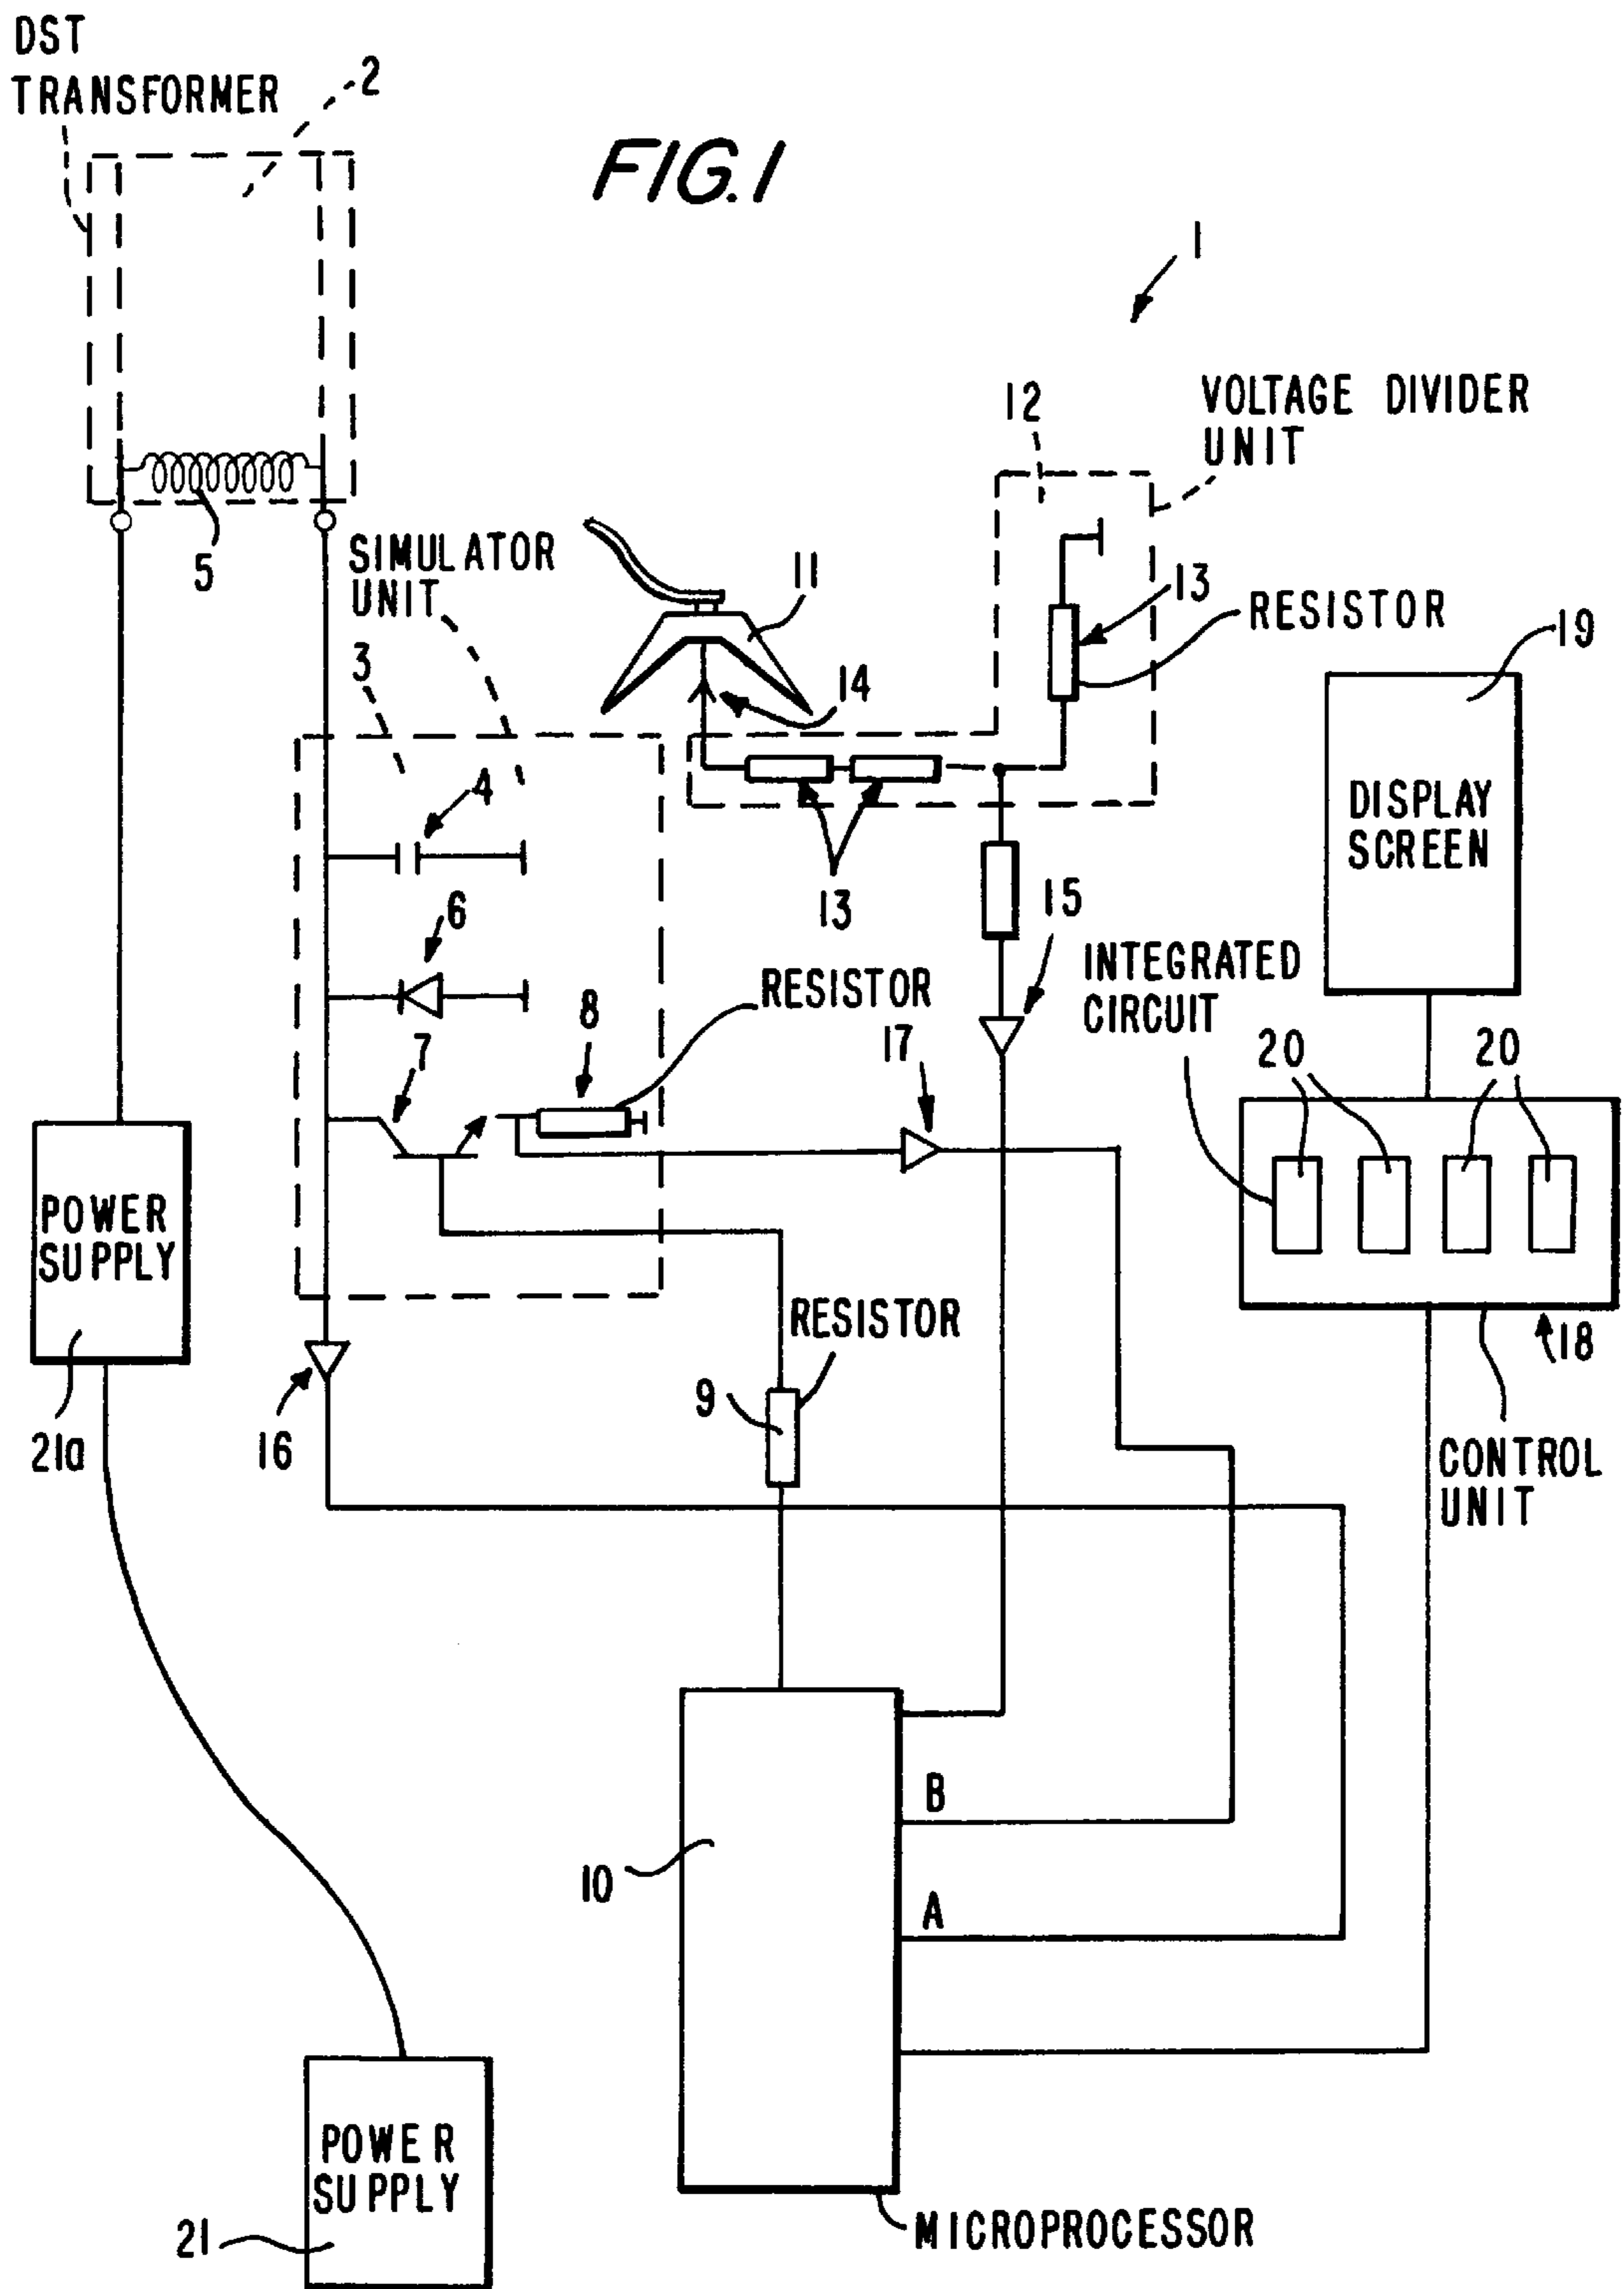 DST
TRANSFORMER
2
FIG.1
1
12
VOLTAGE DIVIDER
UNIT
5
SIMULATOR
UNIT
11
13
RESISTOR
3
14
19
4
DISPLAY
SCREEN
13
15
6
INTEGRATED
CIRCUIT
RESISTOR
8
17
7
20
20
POWER
SUPPLY
RESISTOR
18
9
21a
16
CONTROL
UNIT
B
10
A
POWER
SUPPLY
21
MICROPROCESSOR